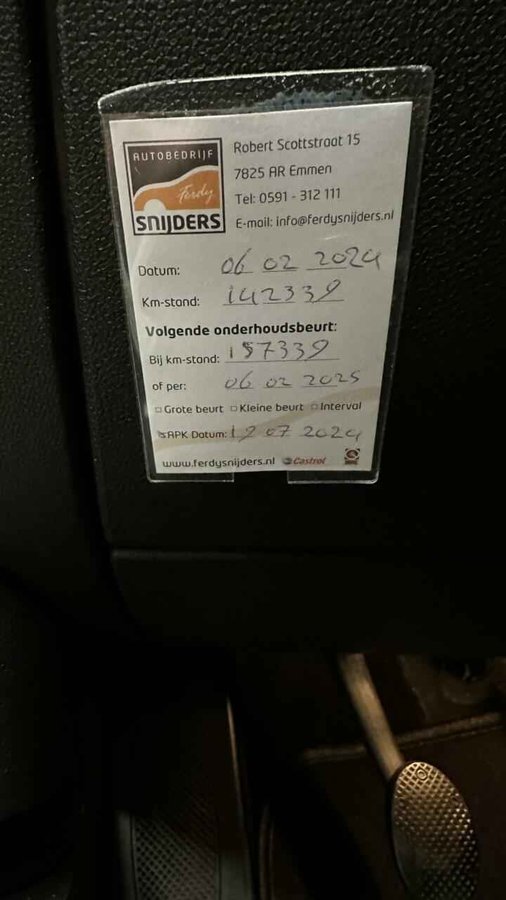 AUTOBEDRIJF
Ferdy
SNIJDERS
Robert Scottstraat 15
7825 AR Emmen
Tel: 0591 - 312 111
E-mail: info@ferdysnijders.nl
Datum: 06 02 2024
Km-stand: 142339
Volgende onderhoudsbeurt:
Bij km-stand: 157339
of per: 06 02 2025
Grote beurt Kleine beurt Interval
APK Datum: 19 07 2024
www.ferdysnijders.nl Castrol